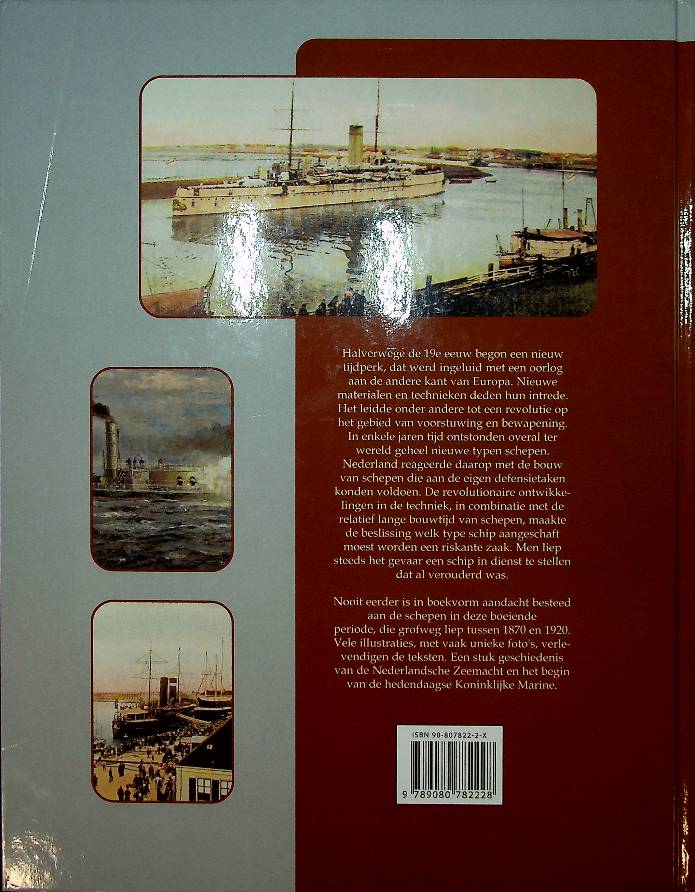 Halverwege de 19e eeuw begon een nieuw
tijdperk, dat werd ingeluid met een oorlog
aan de andere kant van Europa. Nieuwe
materialen en technieken deden hun intrede.
Het leidde onder andere tot een revolutie op
het gebied van voorstuwing en bewapening.
In enkele jaren tijd ontstonden overal ter
wereld geheel nieuwe typen schepen.
Nederland reageerde daarop met de bouw
van schepen die aan de eigen defensietaken
konden voldoen. De revolutionaire ontwikke-
lingen in de techniek, in combinatie met de
relatief lange bouwtijd van schepen, maakte
de beslissing welk type schip aangeschaft
moest worden een riskante zaak. Men liep
steeds het gevaar een schip in dienst te stellen
dat al verouderd was.
Nooit eerder is in boekvorm aandacht besteed
aan de schepen in deze boeiende
periode, die grofweg liep tussen 1870 en 1920.
Vele illustraties, met vaak unieke foto's, verle-
vendigen de teksten. Een stuk geschiedenis
van de Nederlandsche Zeemacht en het begin
van de hedendaagse Koninklijke Marine.
ISBN 90-807822-2-X
9 789080 782228